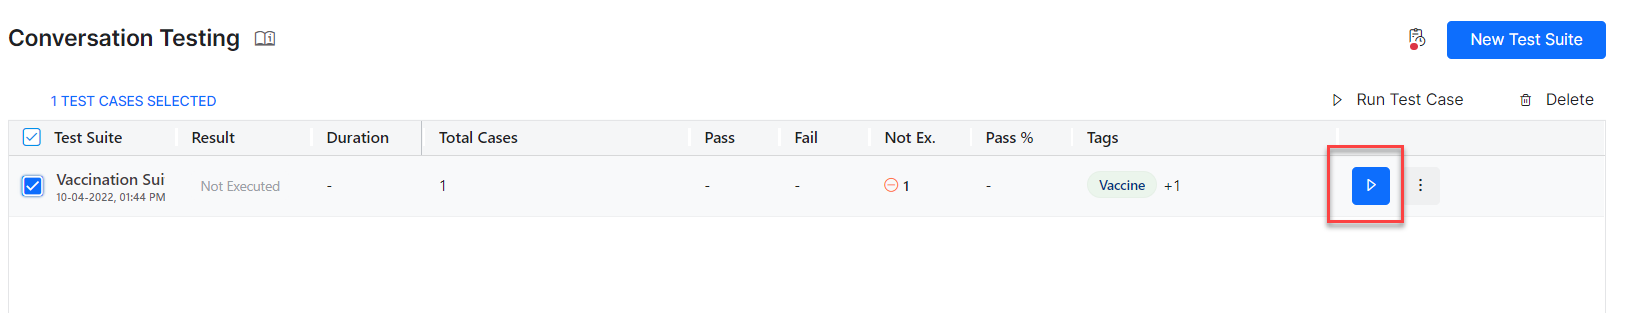 Conversation Testing
New Test Suite
1 TEST CASES SELECTED
Run Test Case
Delete
Test Suite Result Duration Total Cases Pass Fail Not Ex. Pass % Tags
Vaccination Sui Not Executed - 1 - - 1 - Vaccine +1
10-04-2022, 01:44 PM